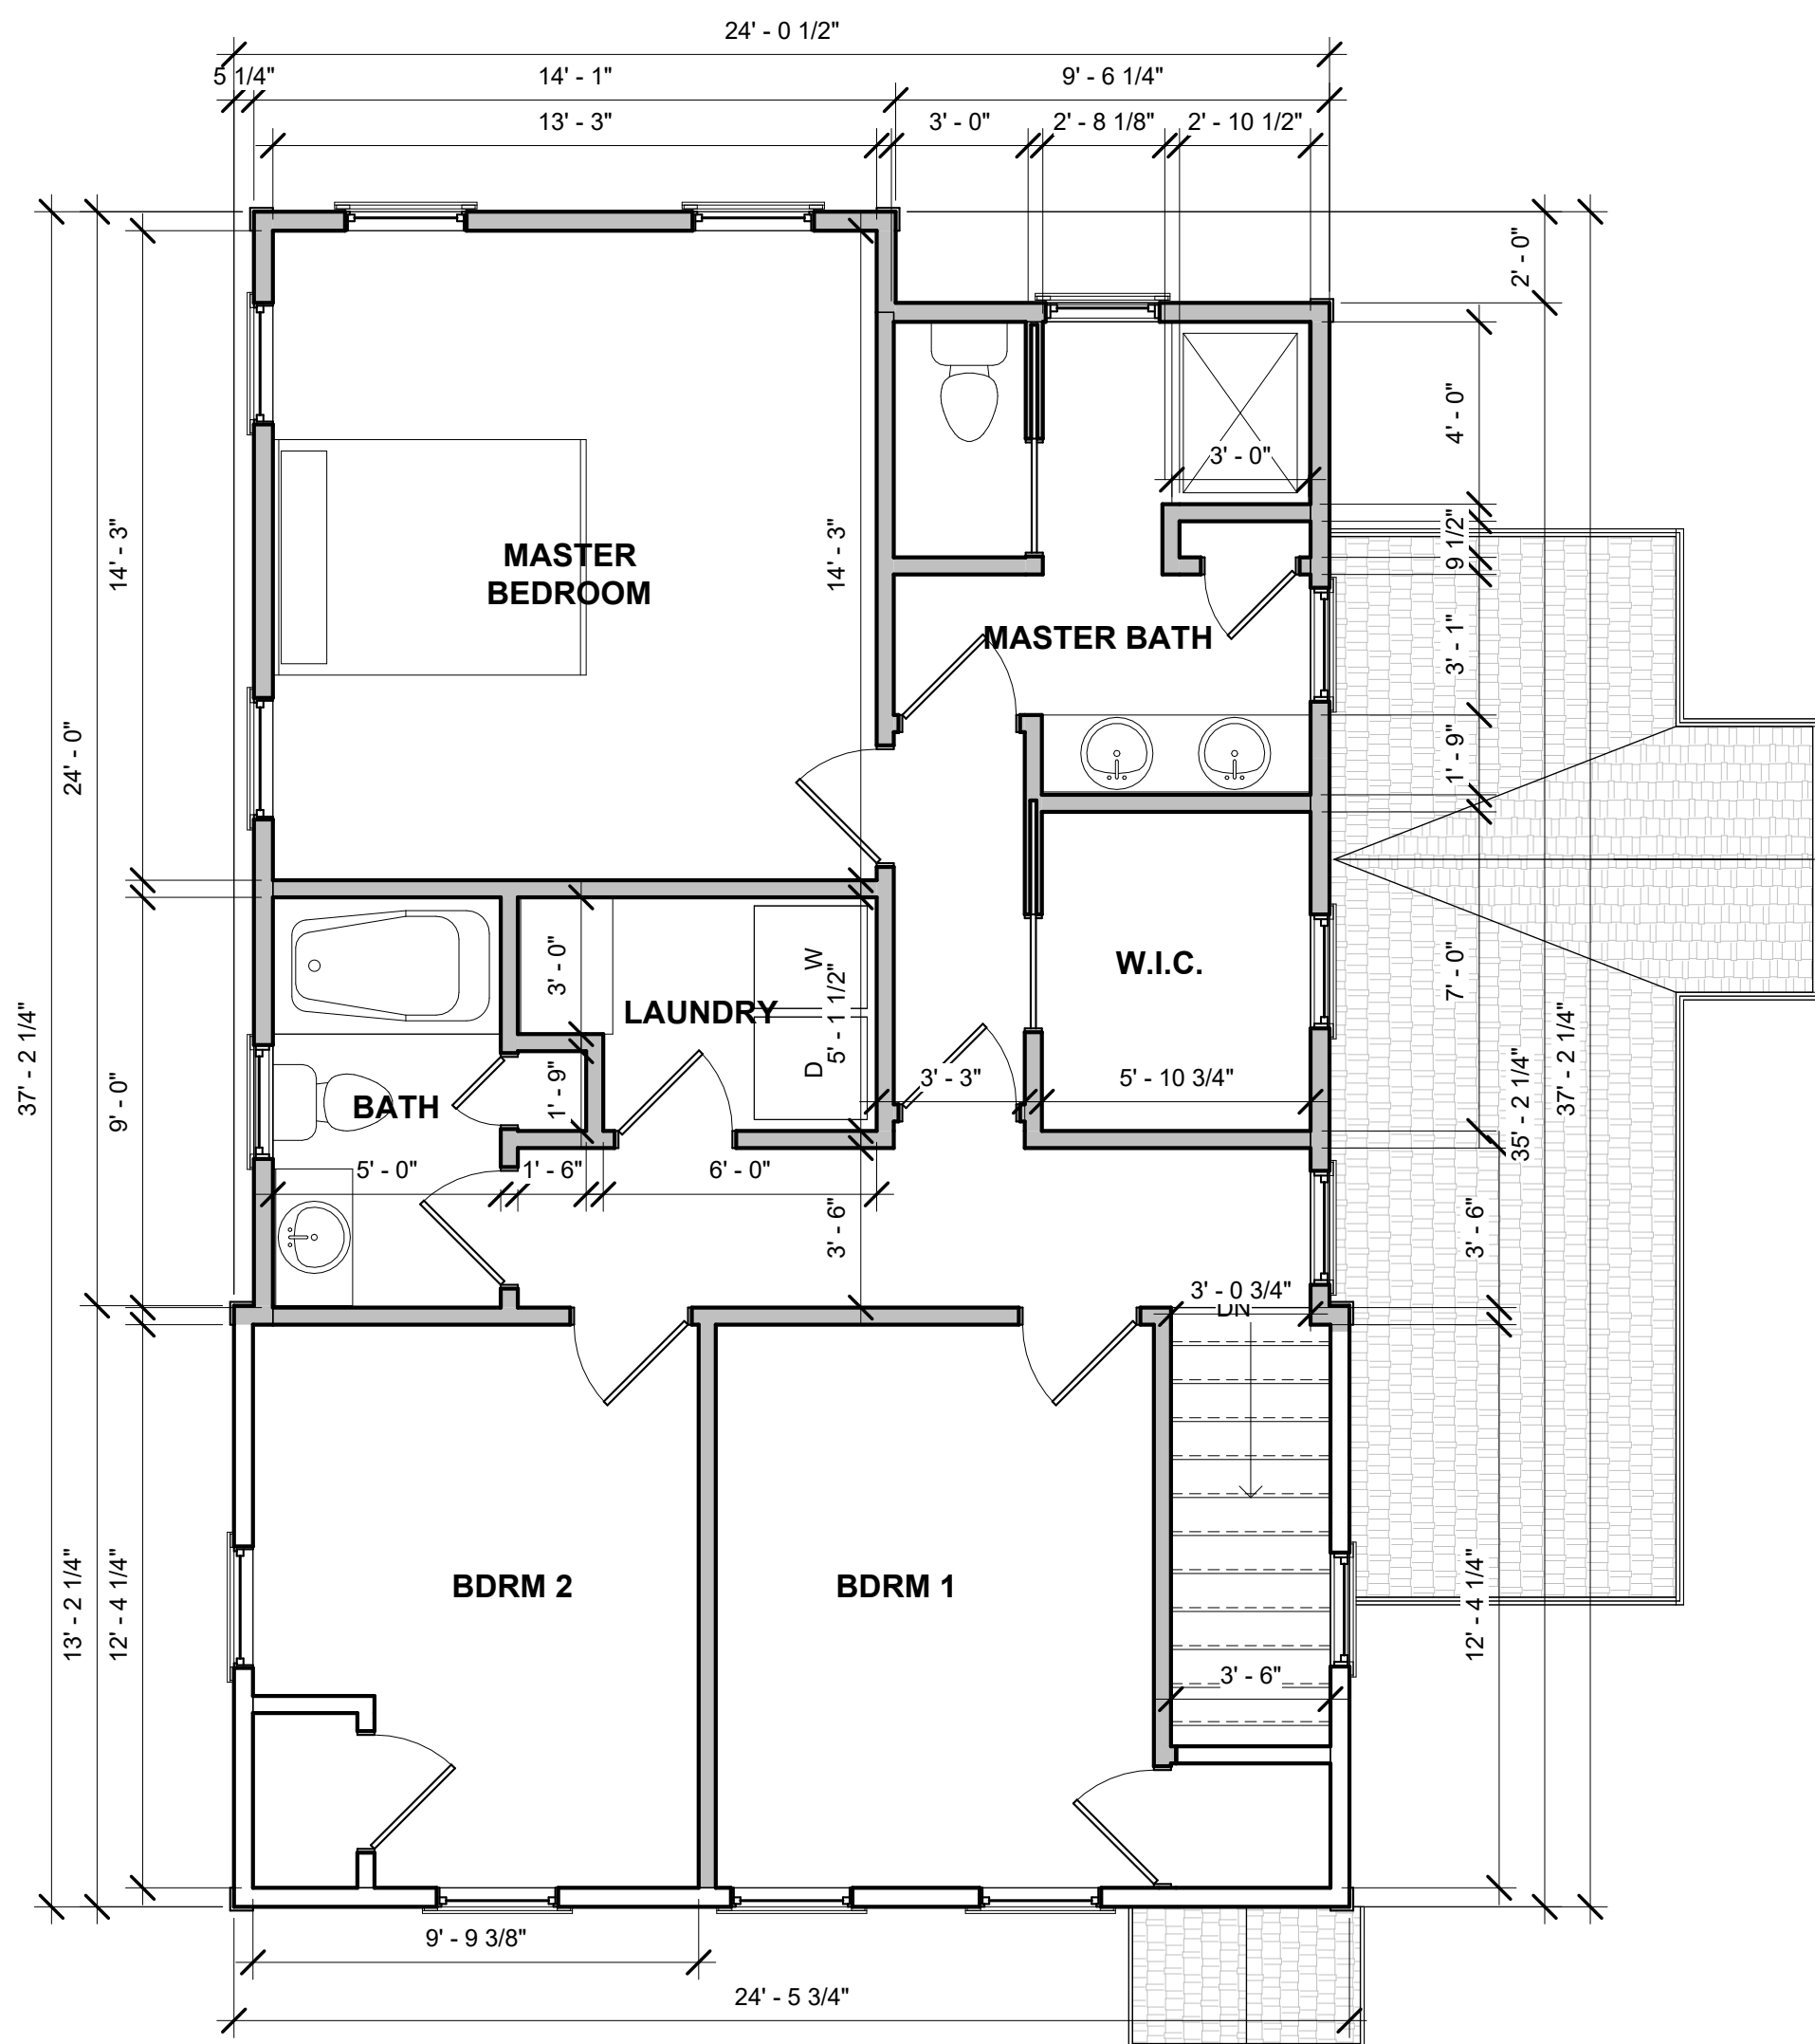 24' - 0 1/2"
5 1/4"
14' - 1"
9' - 6 1/4"
13' - 3"
3' - 0"
2' - 8 1/8"
2' - 10 1/2"
2' - 0"
4' - 0"
3' - 0"
14' - 3"
14' - 3"
9 1/2"
MASTER
BEDROOM
MASTER BATH
3' - 1"
24' - 0"
1' - 9"
37' - 2 1/4"
9' - 0"
3' - 0"
W
LAUNDRY
5' - 1 1/2"
D
W.I.C.
7' - 0"
35' - 2 1/4"
37' - 2 1/4"
BATH
1' - 9"
3' - 3"
5' - 10 3/4"
5' - 0"
1' - 6"
6' - 0"
3' - 6"
3' - 6"
3' - 0 3/4"
DN
13' - 2 1/4"
12' - 4 1/4"
BDRM 2
BDRM 1
12' - 4 1/4"
3' - 6"
9' - 9 3/8"
24' - 5 3/4"